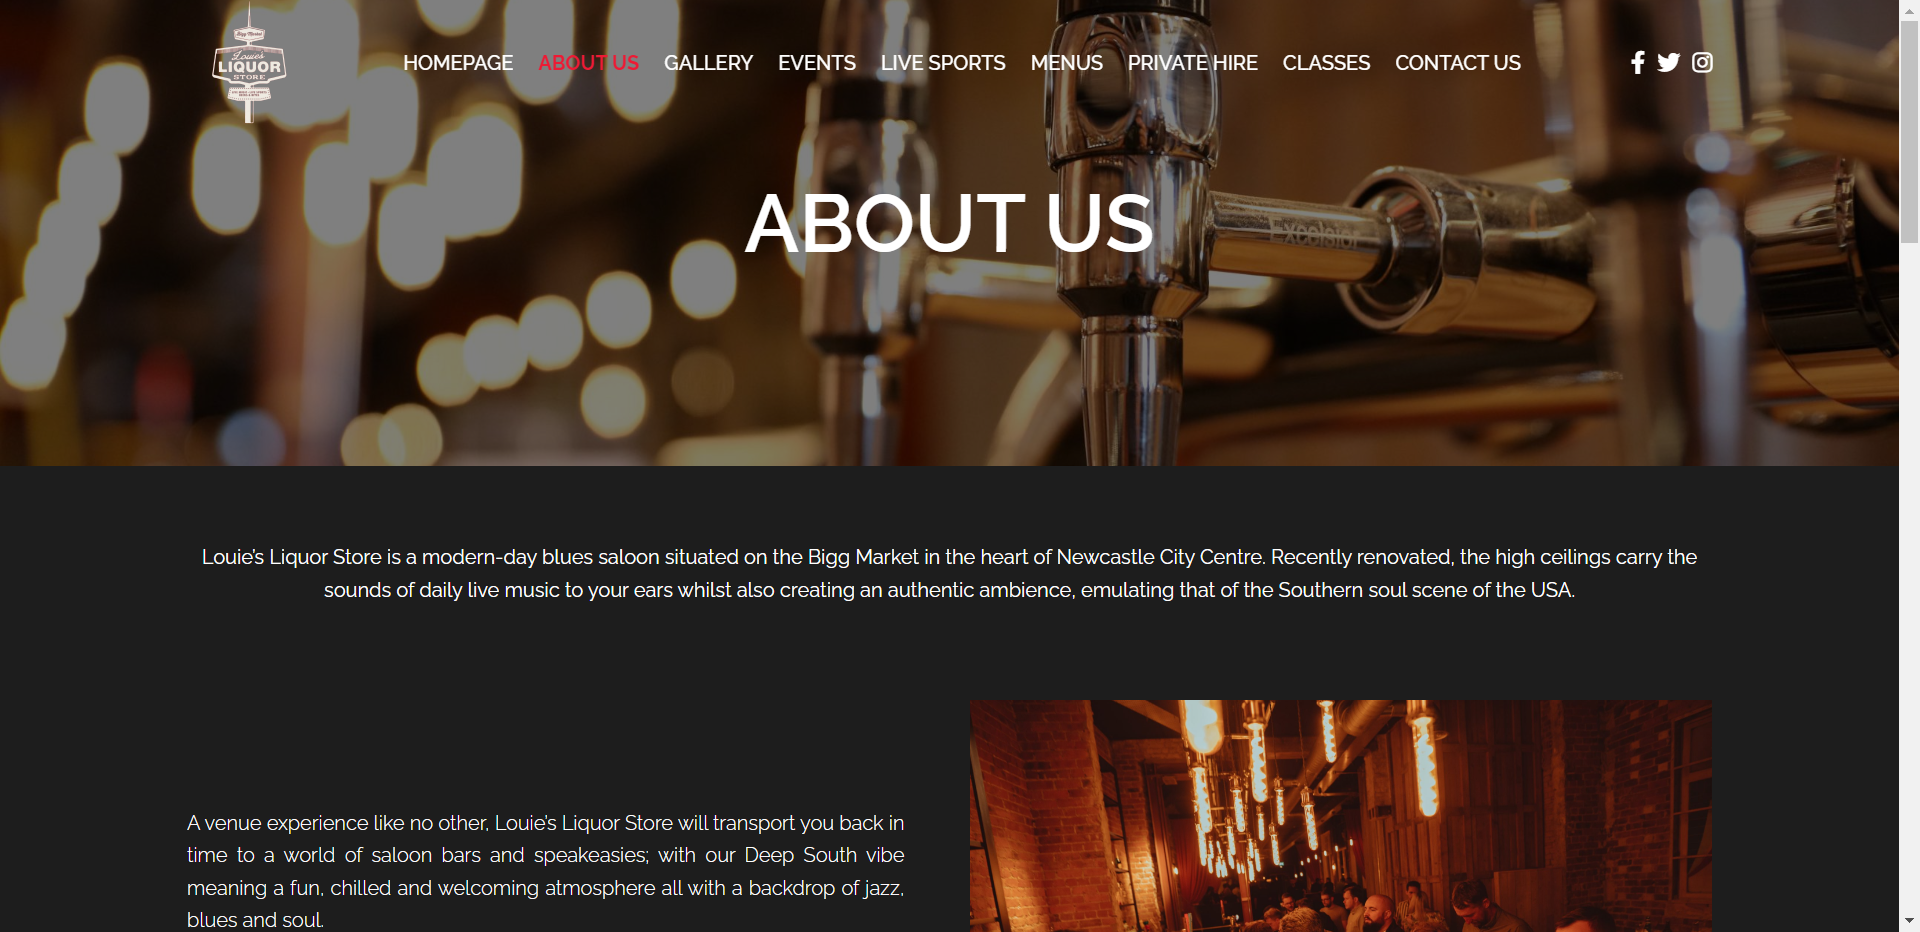 Bigg Market
Louie's
LIQUOR
STORE
HOMEPAGE ABOUT US GALLERY EVENTS LIVE SPORTS MENUS PRIVATE HIRE CLASSES CONTACT US
ABOUT US
Excelsior
Louie's Liquor Store is a modern-day blues saloon situated on the Bigg Market in the heart of Newcastle City Centre. Recently renovated, the high ceilings carry the
sounds of daily live music to your ears whilst also creating an authentic ambience, emulating that of the Southern soul scene of the USA.
A venue experience like no other, Louie's Liquor Store will transport you back in
time to a world of saloon bars and speakeasies; with our Deep South vibe
meaning a fun, chilled and welcoming atmosphere all with a backdrop of jazz,
blues and soul.